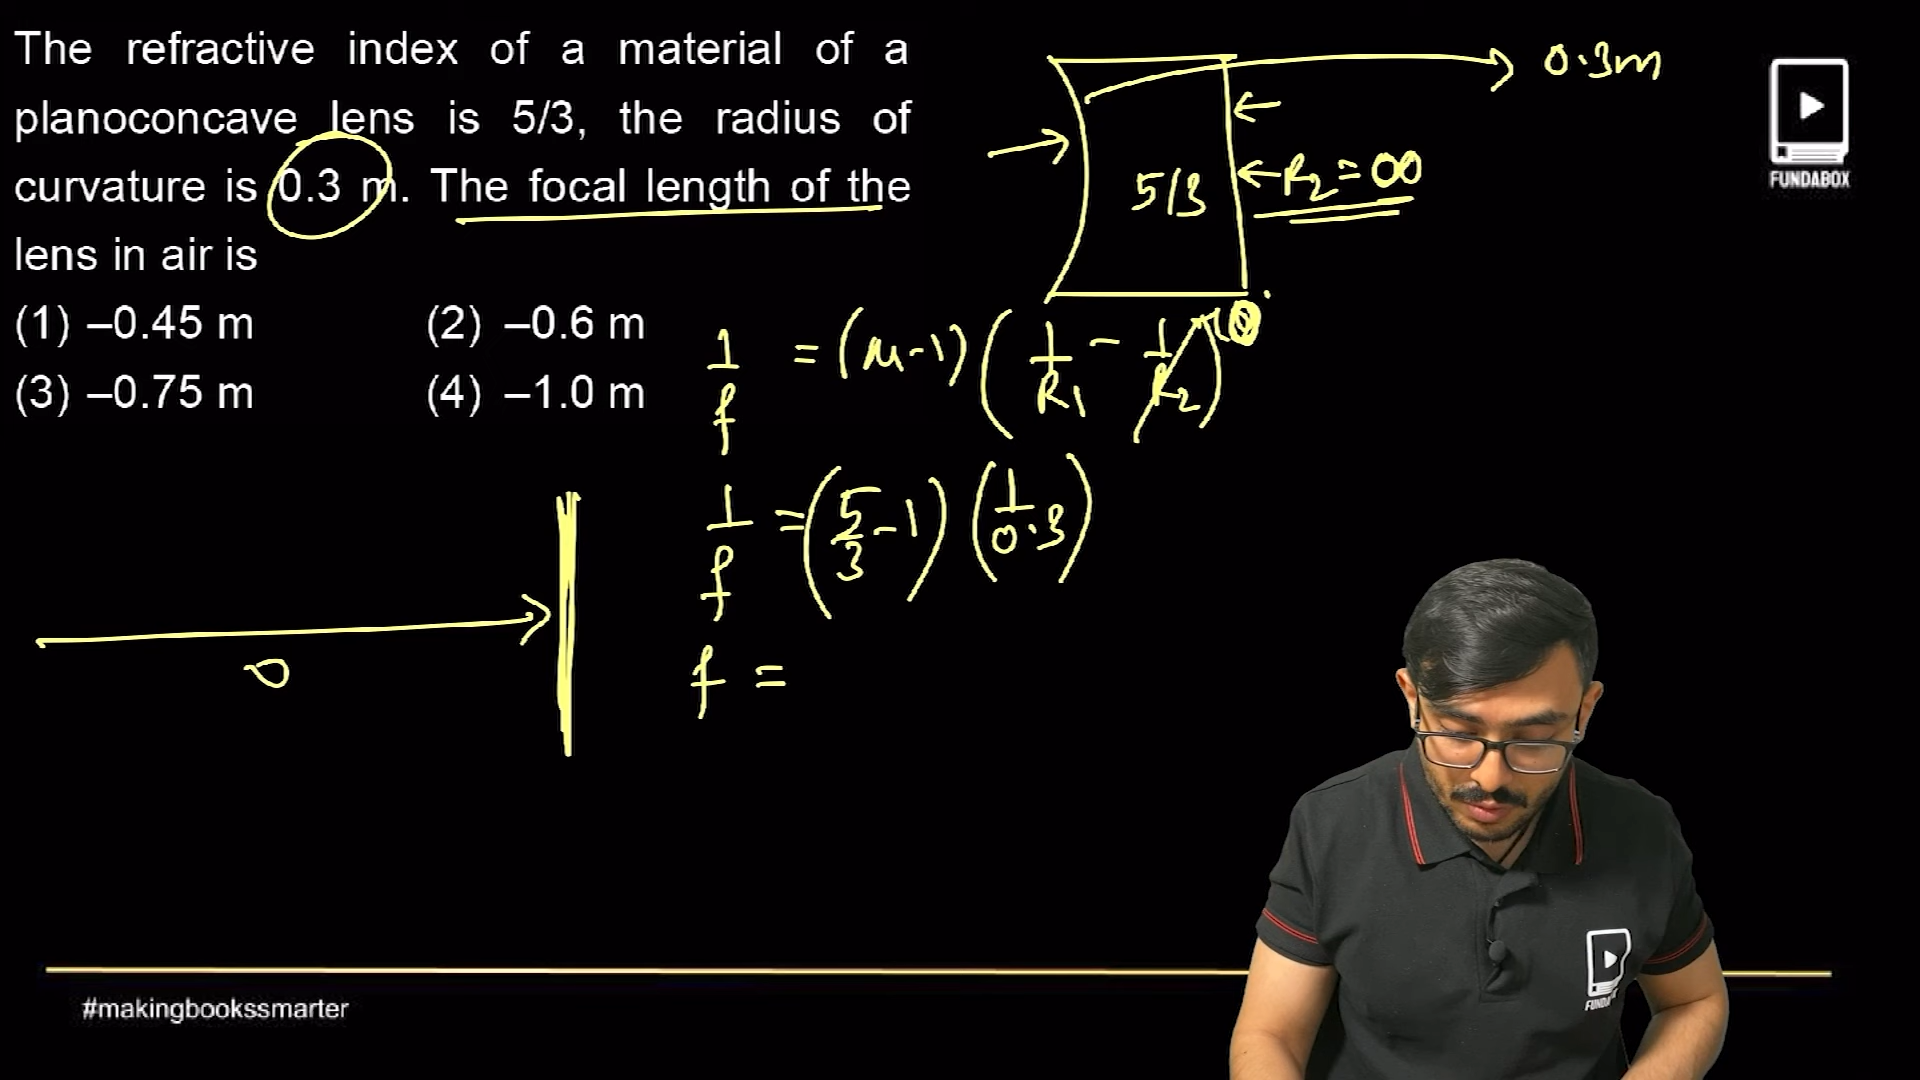 The refractive index of a material of a
planoconcave lens is 5/3, the radius of
curvature is 0.3 m. The focal length of the
lens in air is
(1) –0.45 m (2) –0.6 m
(3) –0.75 m (4) –1.0 m
0.3m
5/3
R₂ = ∞
1/f = (μ-1) (1/R₁ - 1/R₂) 0
1/f = (5/3 - 1) (1/0.3)
f =
FUNDABOX
#makingbookssmarter